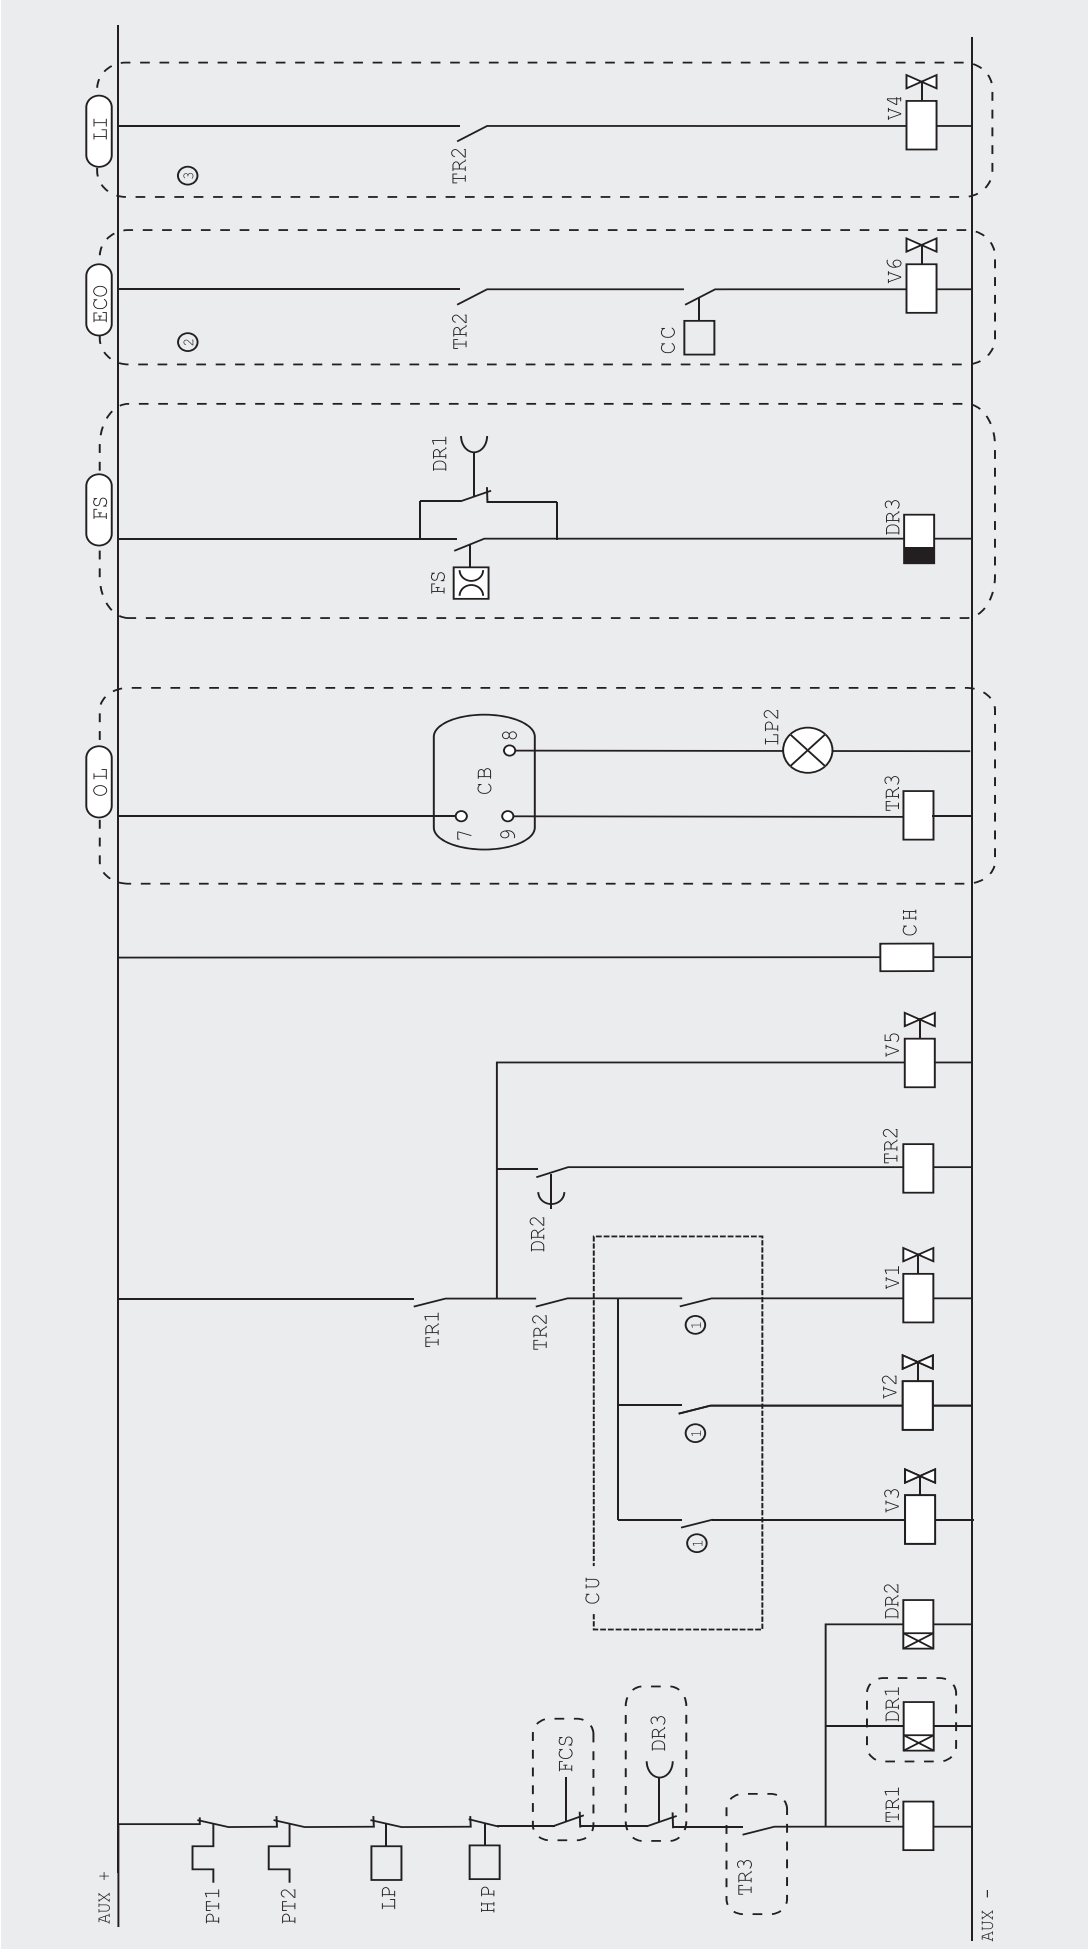 AUX +
OL
FS
ECO
LI
②
③
PT1
PT2
LP
HP
TR1
FS
DR1
TR2
TR2
7
CB
8
9
TR2
DR2
FCS
CU
DR3
CC
①
①
①
TR3
LP2
TR1
DR1
DR2
V3
V2
V1
TR2
V5
CH
TR3
DR3
V6
V4
AUX -